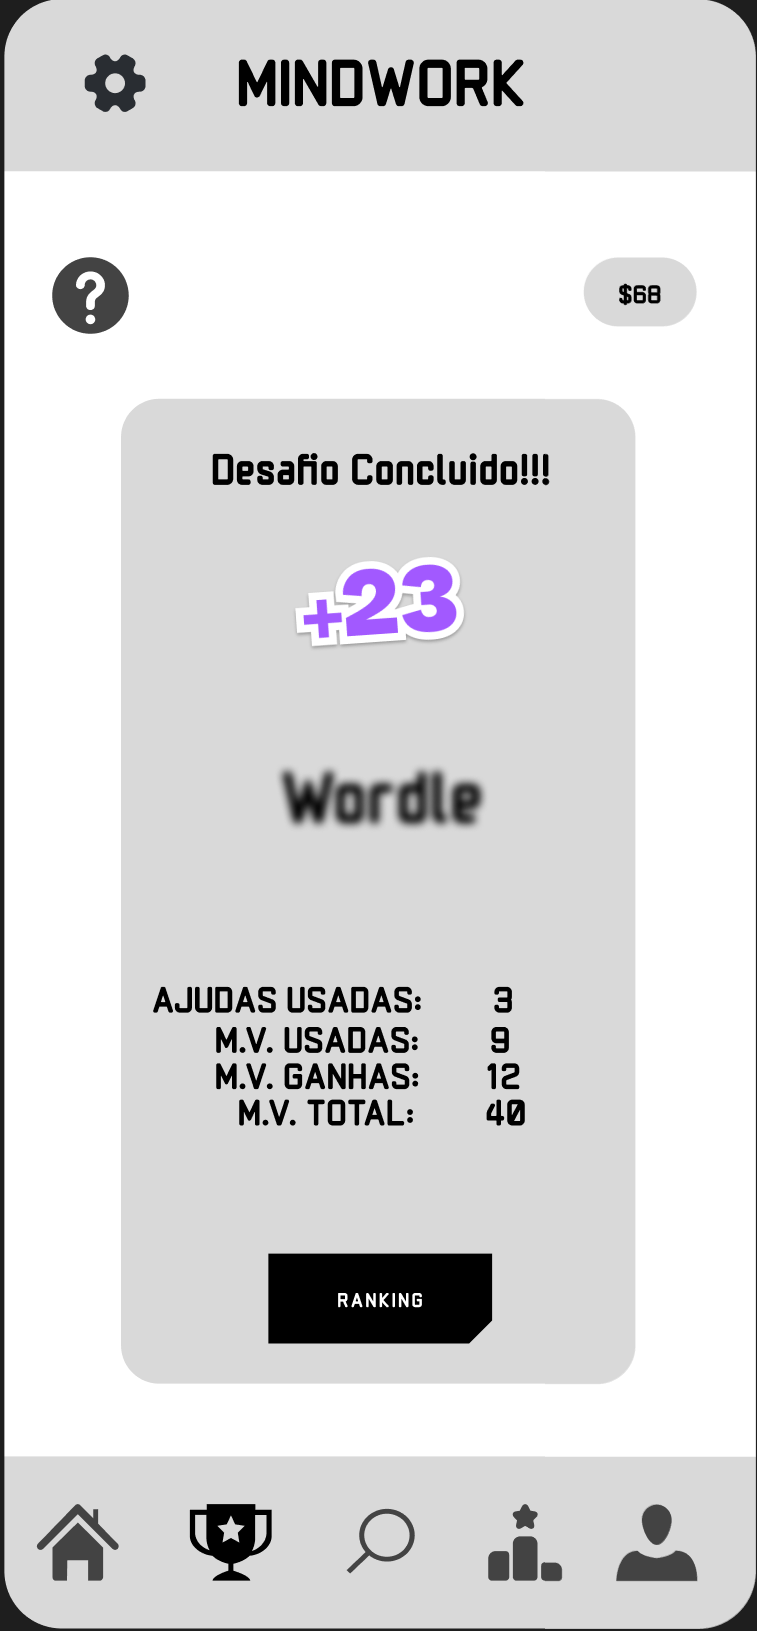 MINDWORK
?
$68
Desafio Concluido!!!
+23
Wordle
AJUDAS USADAS: 3
M.V. USADAS: 9
M.V. GANHAS: 12
M.V. TOTAL: 40
RANKING